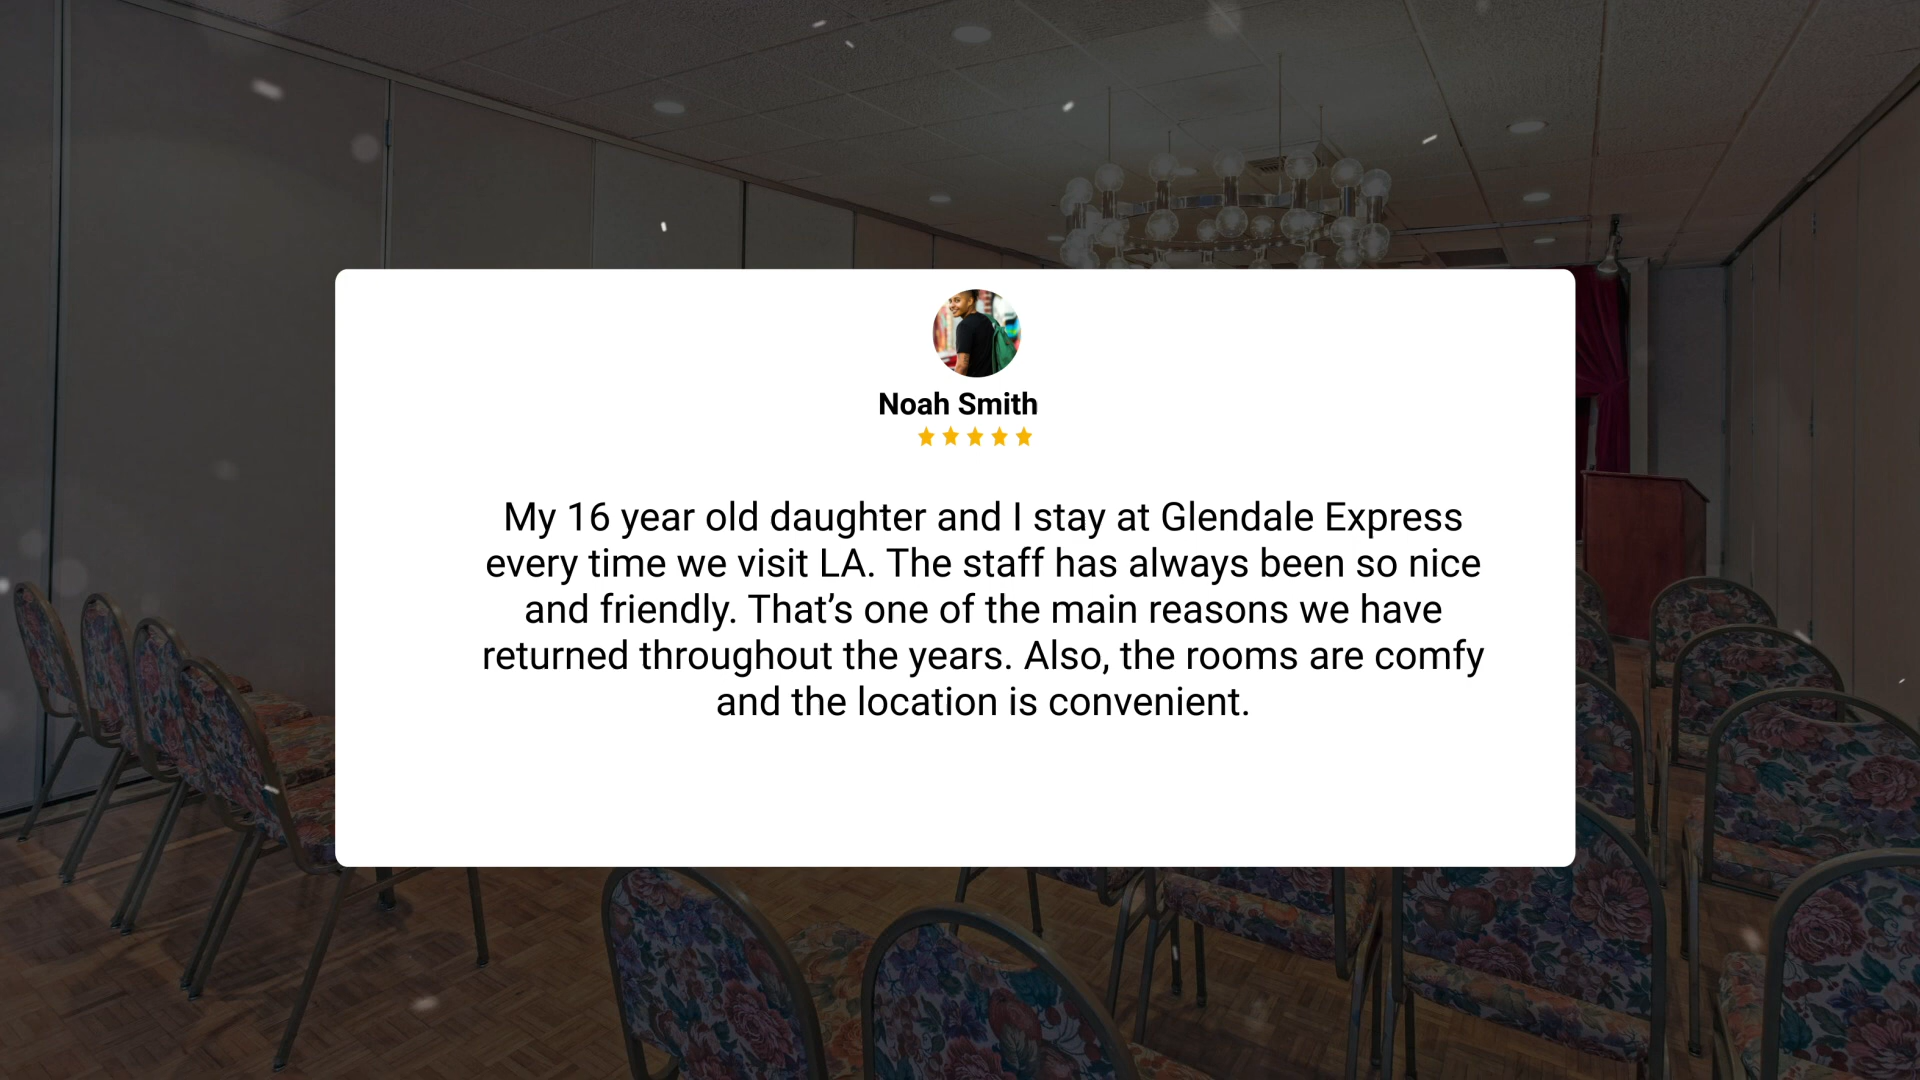 Noah Smith
My 16 year old daughter and I stay at Glendale Express
every time we visit LA. The staff has always been so nice
and friendly. That’s one of the main reasons we have
returned throughout the years. Also, the rooms are comfy
and the location is convenient.